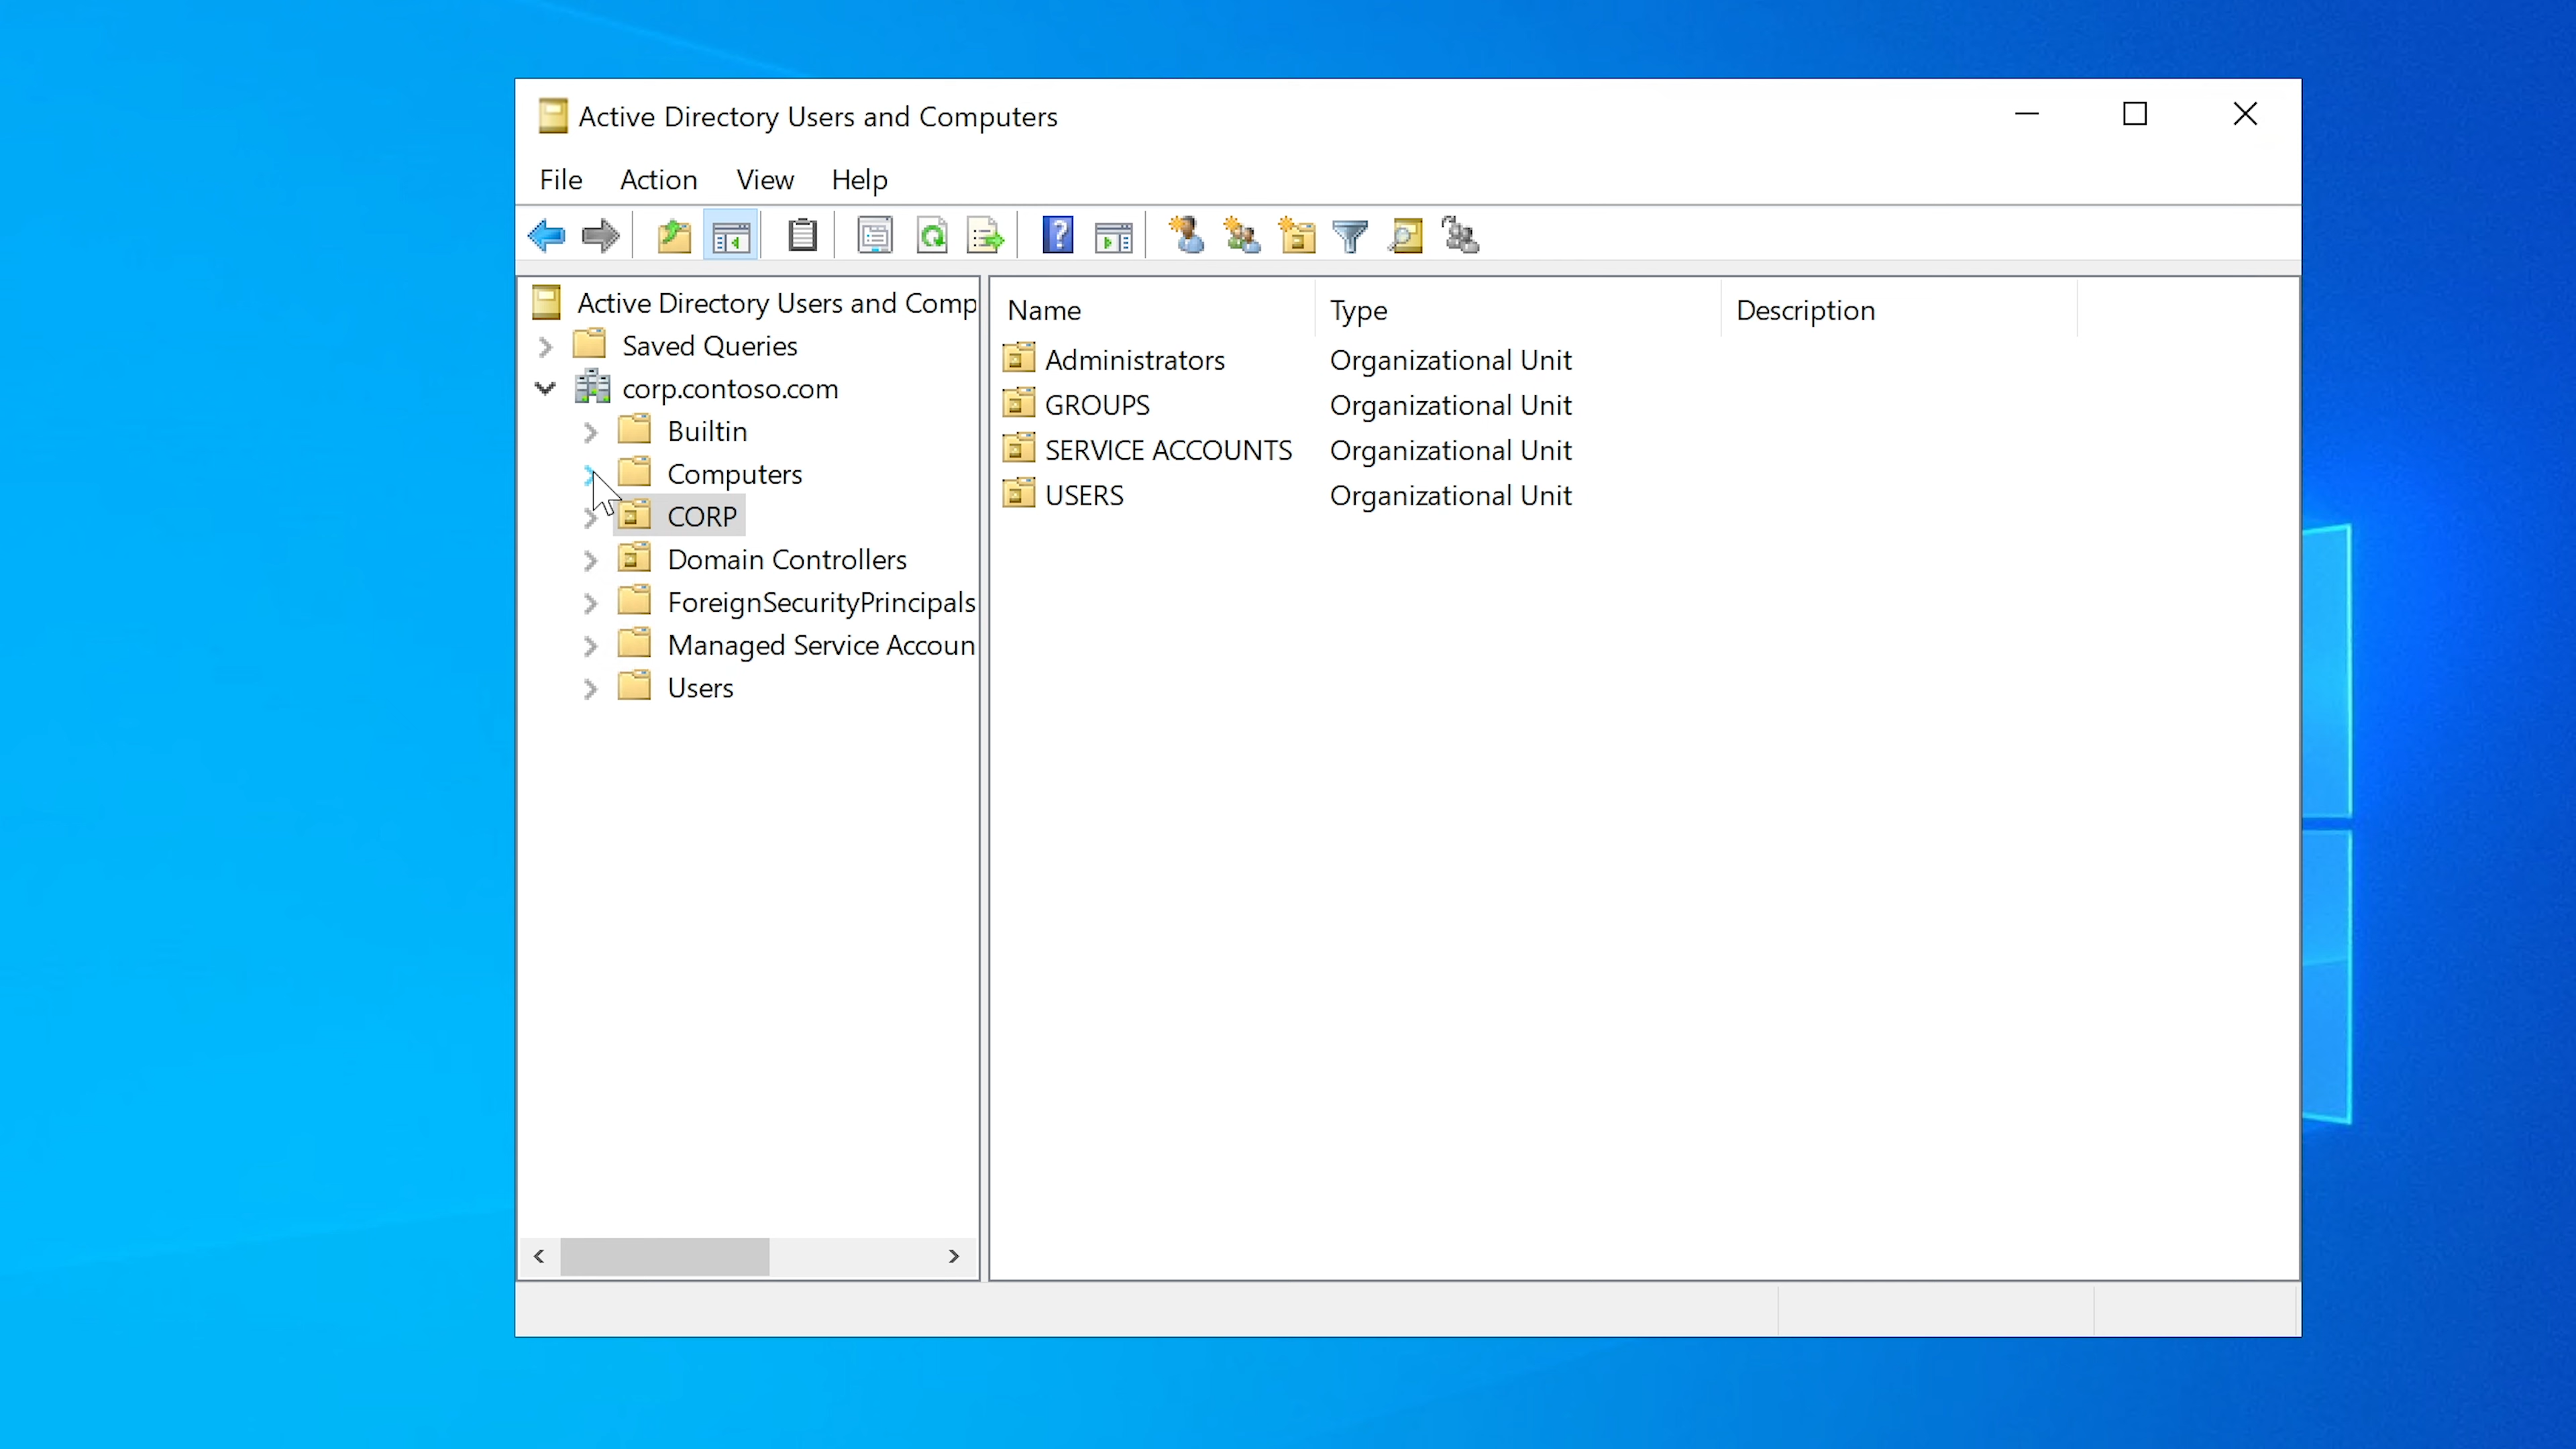 Active Directory Users and Computers
File Action View Help
Active Directory Users and Comp
Saved Queries
corp.contoso.com
Builtin
Computers
CORP
Domain Controllers
ForeignSecurityPrincipals
Managed Service Accoun
Users
Name Type Description
Administrators Organizational Unit
GROUPS Organizational Unit
SERVICE ACCOUNTS Organizational Unit
USERS Organizational Unit